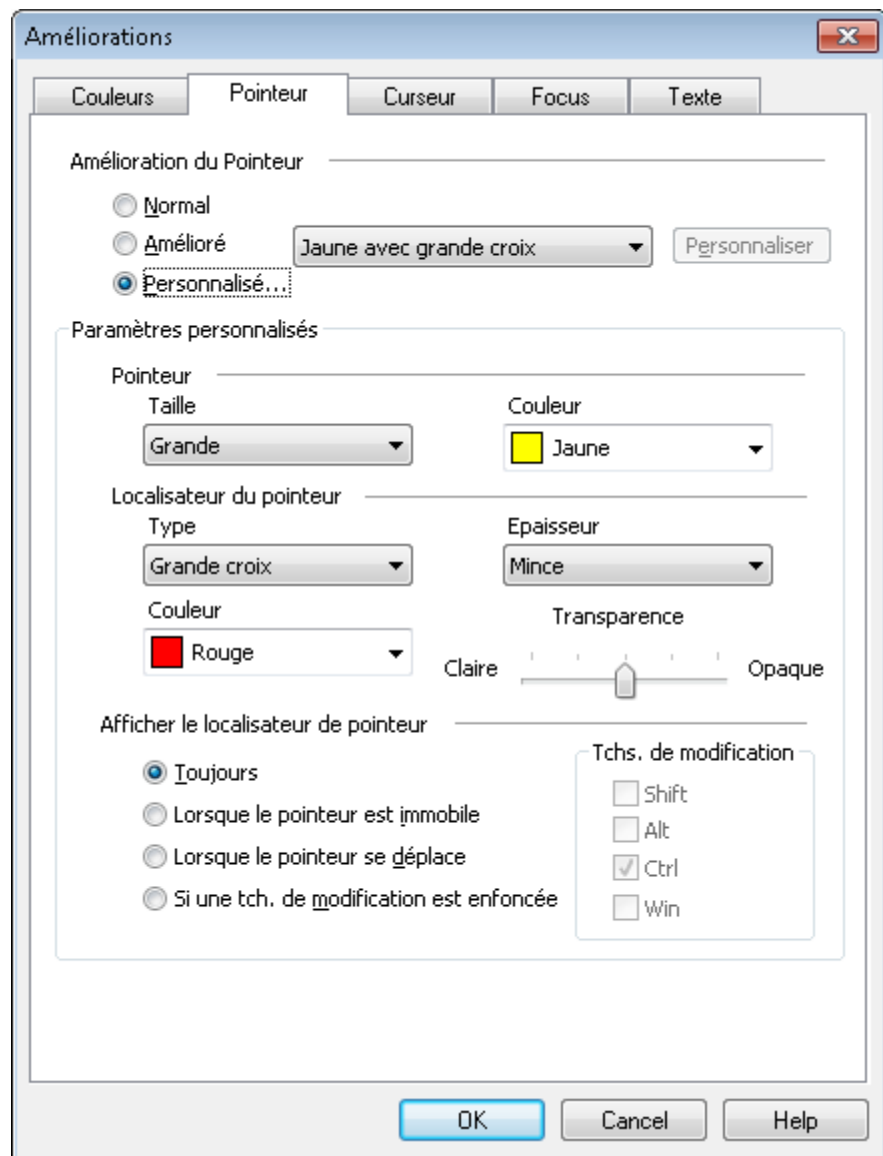 Améliorations
Couleurs Pointeur Curseur Focus Texte
Amélioration du Pointeur
Normal
Amélioré Jaune avec grande croix Personnaliser
Personnalisé...
Paramètres personnalisés
Pointeur
Taille Couleur
Grande Jaune
Localisateur du pointeur
Type Epaisseur
Grande croix Mince
Couleur Transparence
Rouge Claire Opaque
Afficher le localisateur de pointeur
Tchs. de modification
Toujours Shift
Lorsque le pointeur est immobile Alt
Lorsque le pointeur se déplace Ctrl
Si une tch. de modification est enfoncée Win
OK Cancel Help